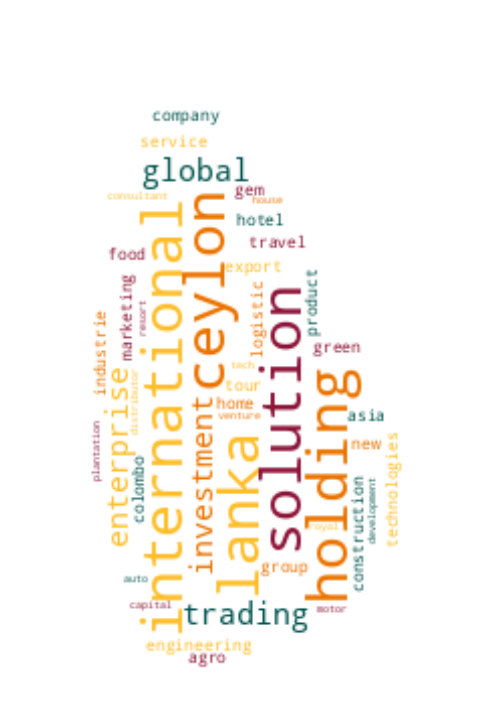 company
service
global
consultant
gem
house
hotel
travel
food
export
international
ceylon
marketing
resort
industrie
logistic
product
solution
green
tech
tour
enterprise
distributor
home
venture
investment
holding
asia
lanka
new
plantation
colombo
technologies
construction
development
royal
group
auto
capital
trading
motor
engineering
agro